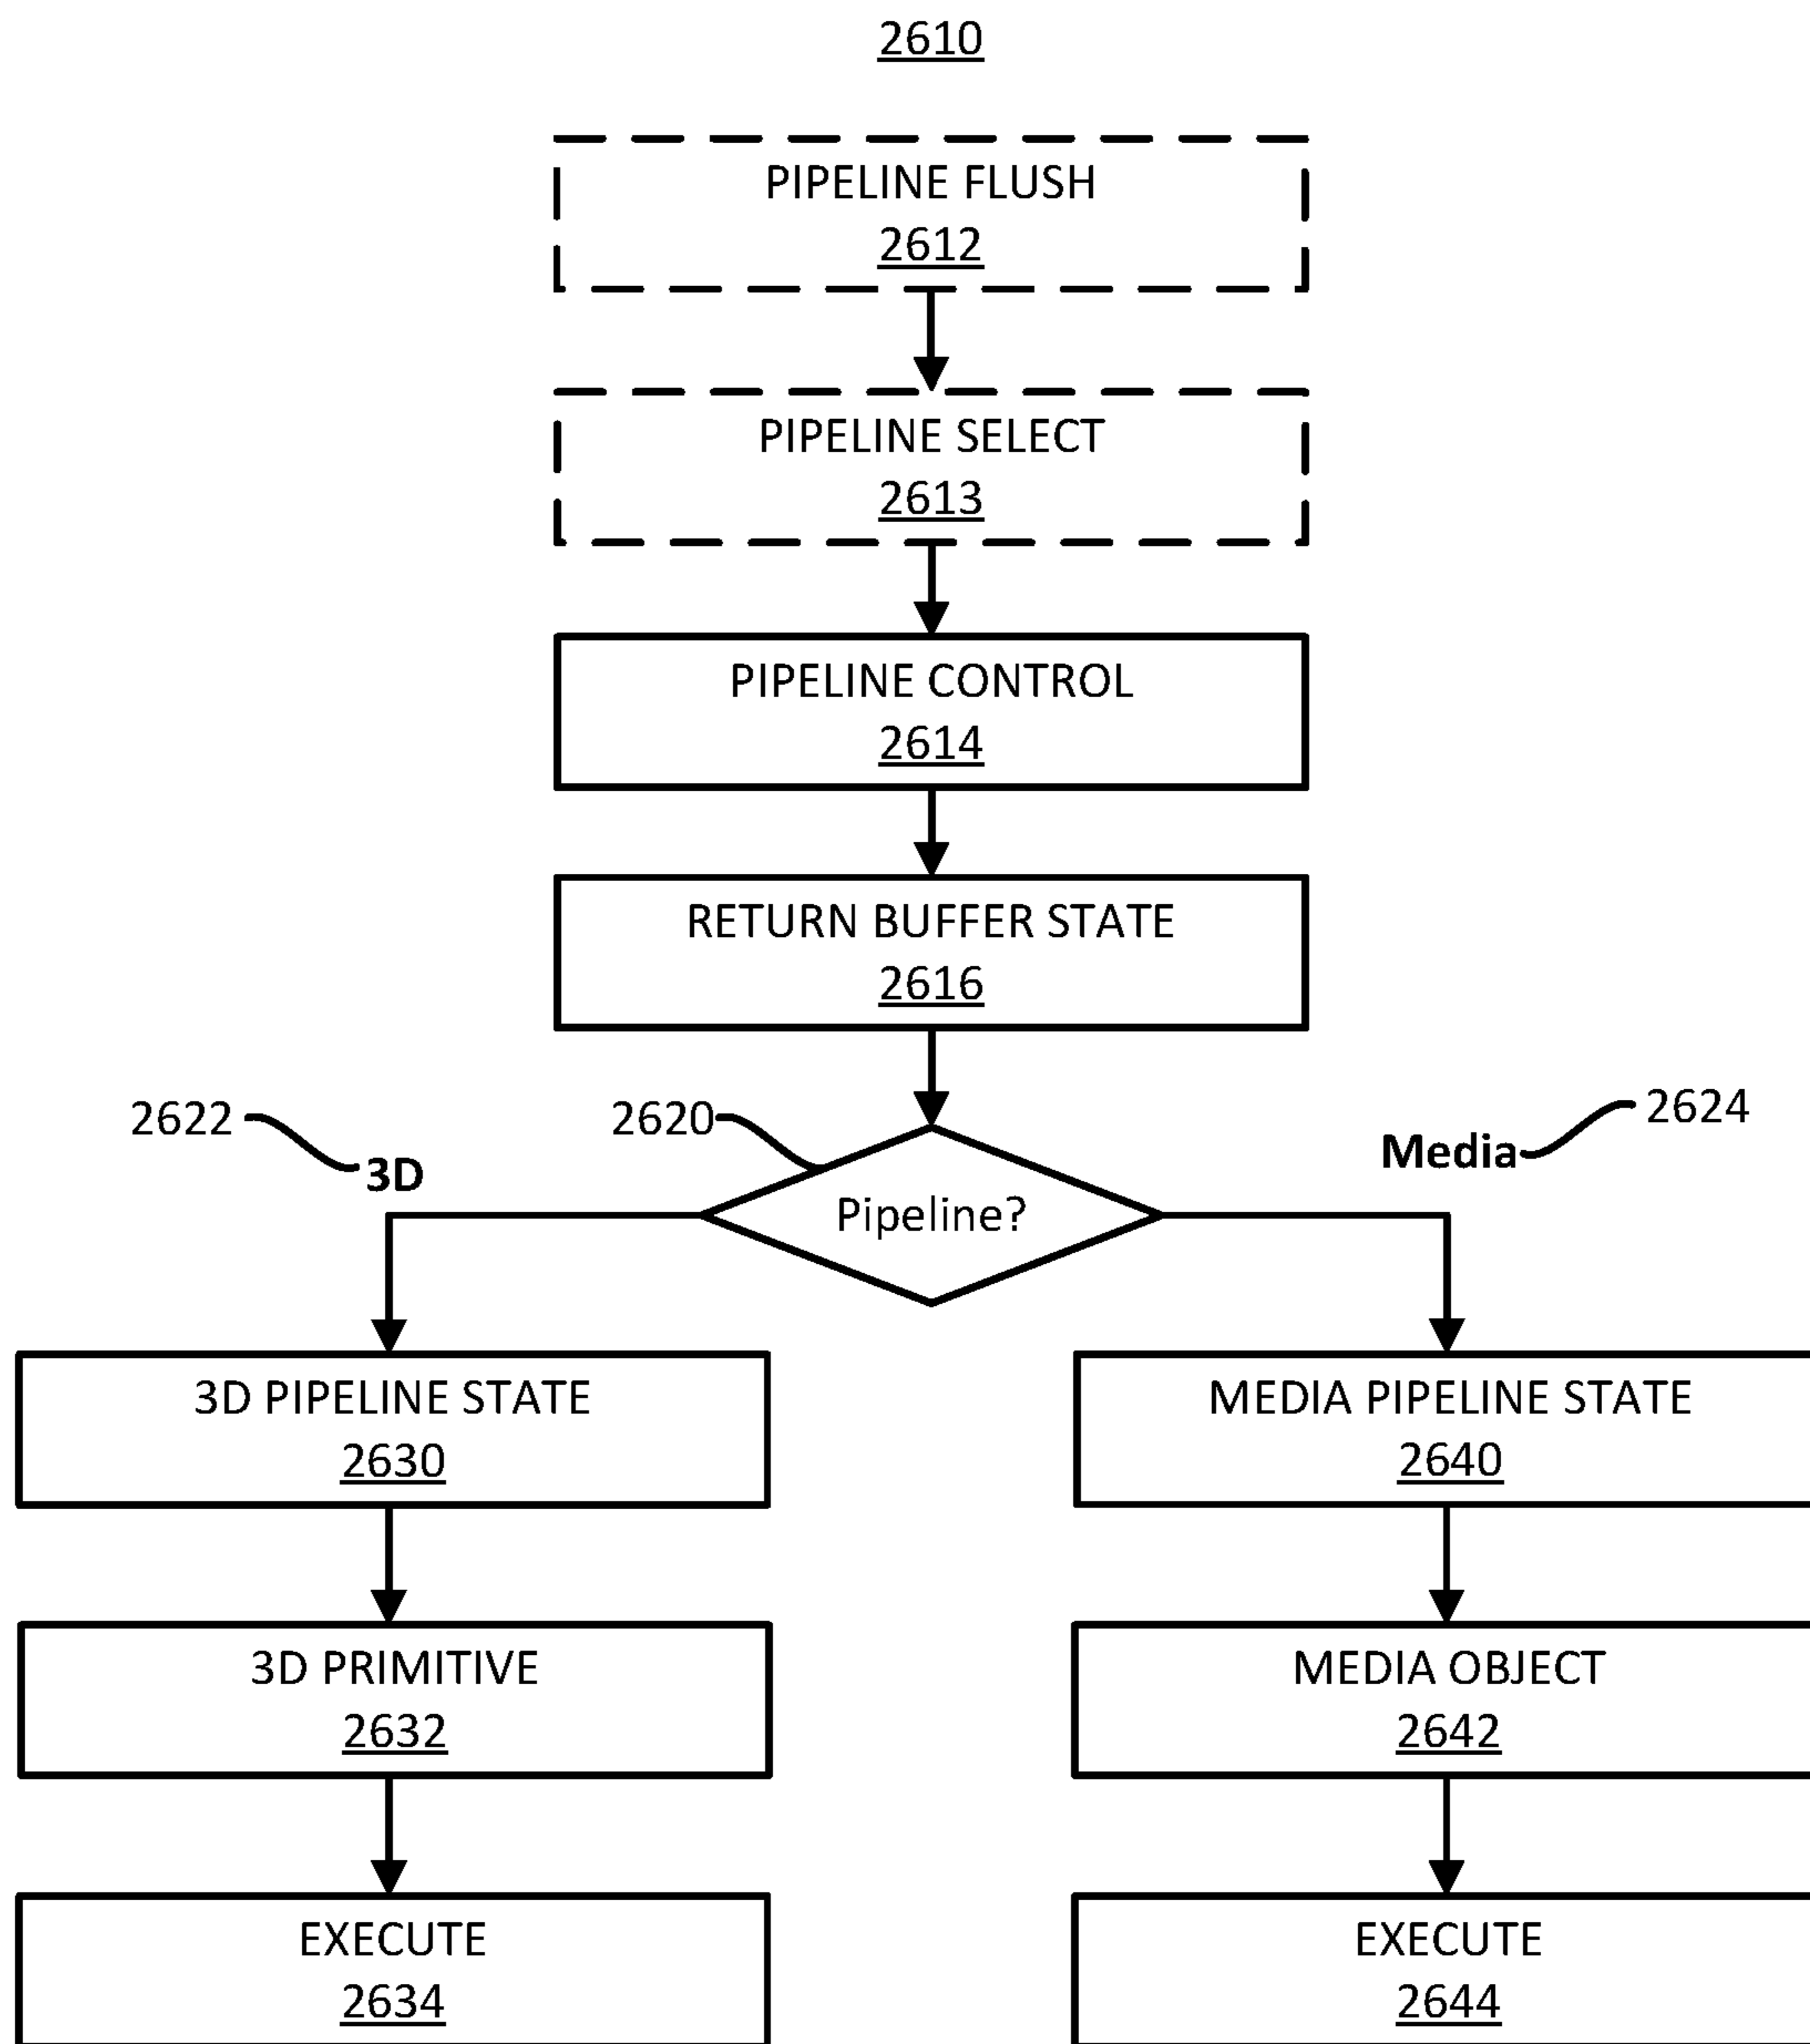 2610
PIPELINE FLUSH
2612
PIPELINE SELECT
2613
PIPELINE CONTROL
2614
RETURN BUFFER STATE
2616
2622
2620
2624
3D
Media
Pipeline?
3D PIPELINE STATE
2630
MEDIA PIPELINE STATE
2640
3D PRIMITIVE
2632
MEDIA OBJECT
2642
EXECUTE
2634
EXECUTE
2644